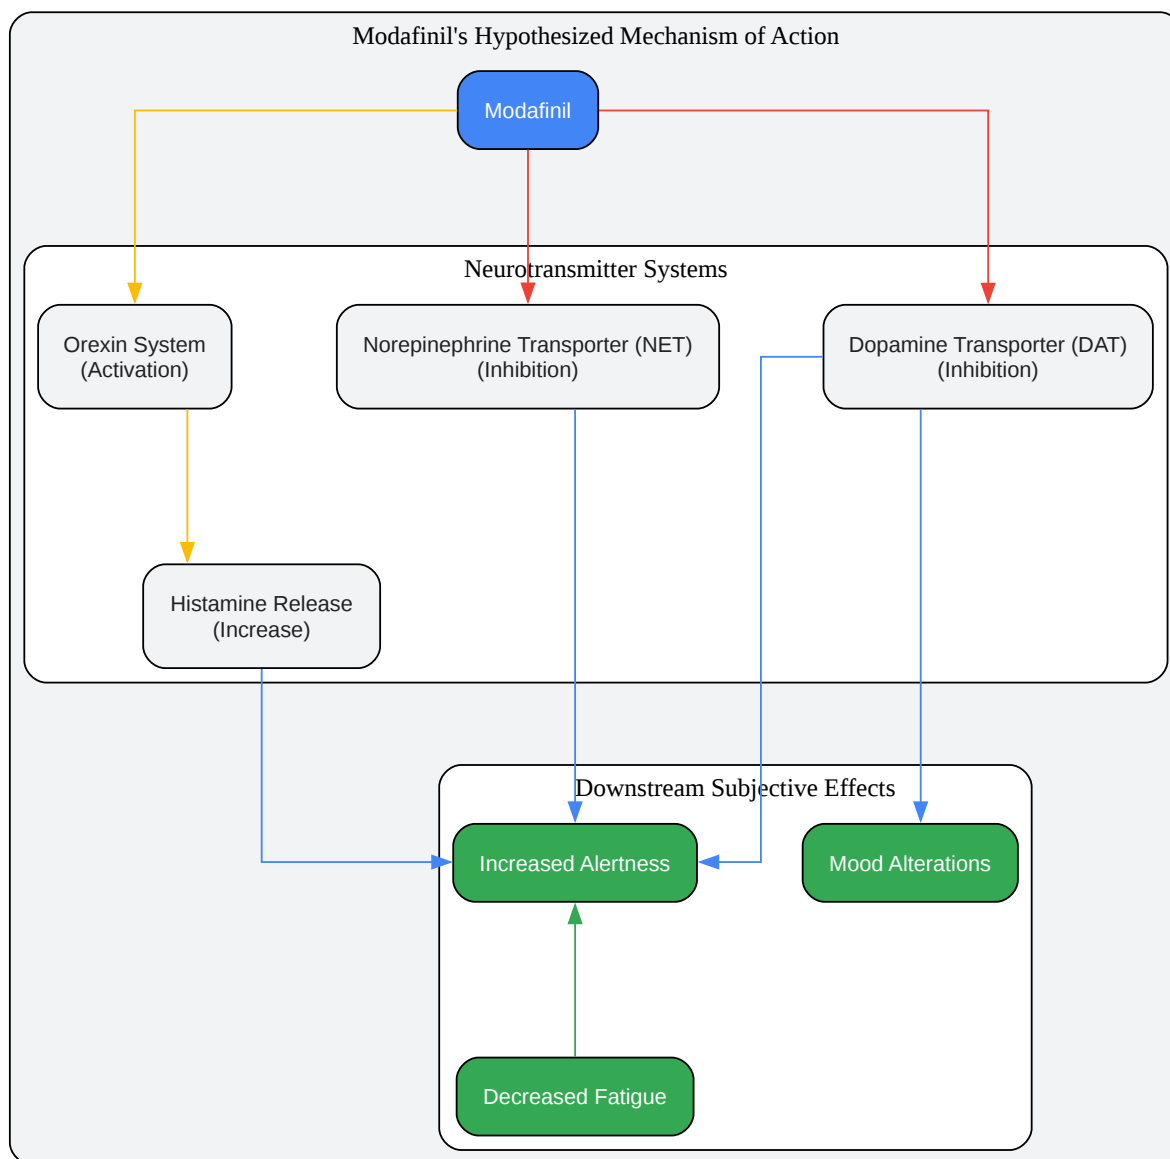 Modafinil's Hypothesized Mechanism of Action
Modafinil
Neurotransmitter Systems
Orexin System
(Activation)
Norepinephrine Transporter (NET)
(Inhibition)
Dopamine Transporter (DAT)
(Inhibition)
Histamine Release
(Increase)
Downstream Subjective Effects
Increased Alertness
Mood Alterations
Decreased Fatigue